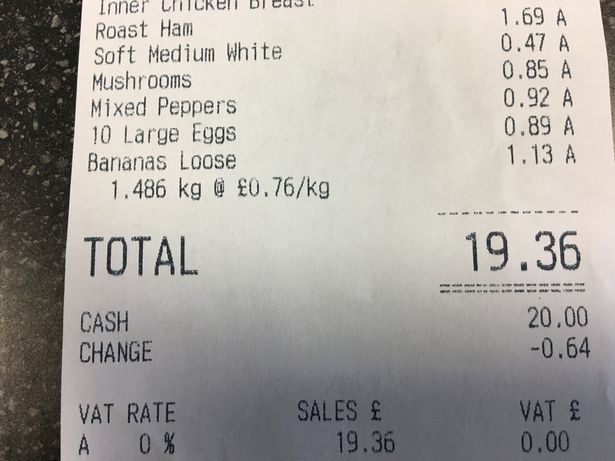 Inner Chicken Breast
Roast Ham 1.69 A
Soft Medium White 0.47 A
Mushrooms 0.85 A
Mixed Peppers 0.92 A
10 Large Eggs 0.89 A
Bananas Loose 1.13 A
1.486 kg @ £0.76/kg
TOTAL 19.36
CASH 20.00
CHANGE -0.64
VAT RATE SALES £ VAT £
A 0 % 19.36 0.00